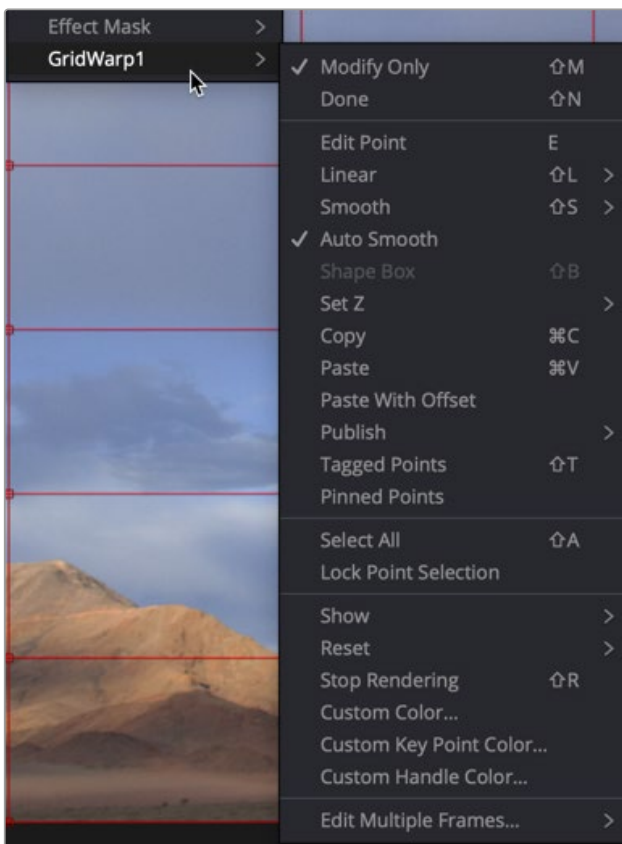 Effect Mask >
GridWarp1 >
✓ Modify Only ⇧M
Done ⇧N
Edit Point E
Linear ⇧L >
Smooth ⇧S >
✓ Auto Smooth
Shape Box ⇧B
Set Z >
Copy ⌘C
Paste ⌘V
Paste With Offset
Publish >
Tagged Points ⇧T
Pinned Points
Select All ⇧A
Lock Point Selection
Show >
Reset >
Stop Rendering ⇧R
Custom Color...
Custom Key Point Color...
Custom Handle Color...
Edit Multiple Frames... >